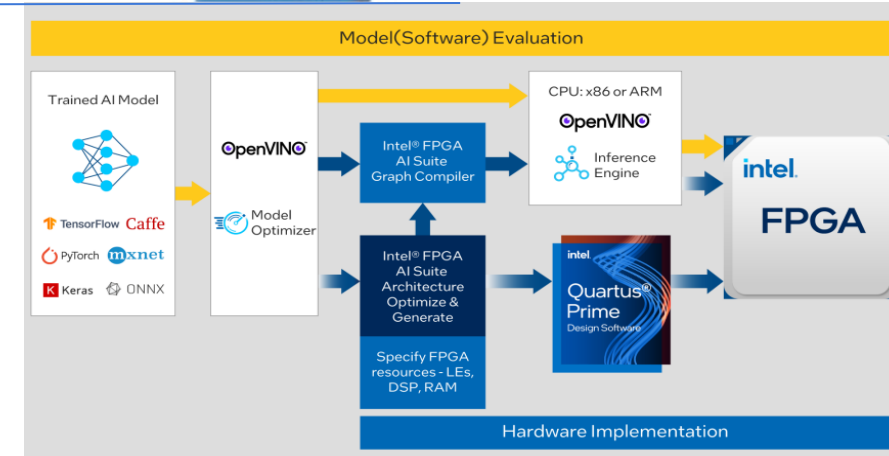 Model(Software) Evaluation
Trained AI Model
TensorFlow Caffe
PyTorch mxnet
Keras ONNX
OpenVINO
Model
Optimizer
Intel® FPGA
AI Suite
Graph Compiler
Intel® FPGA
AI Suite
Architecture
Optimize &
Generate
Specify FPGA
resources - LEs,
DSP, RAM
CPU: x86 or ARM
OpenVINO
Inference
Engine
intel
Quartus®
Prime
Design Software
intel.
FPGA
Hardware Implementation